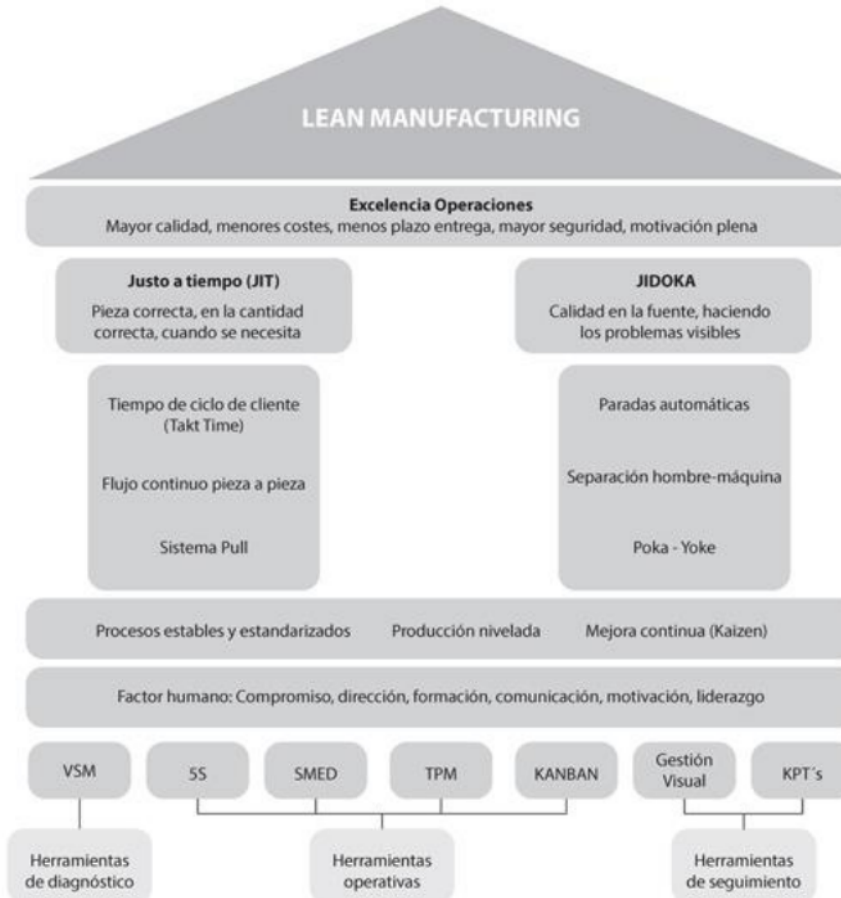 LEAN MANUFACTURING
Excelencia Operaciones
Mayor calidad, menores costes, menos plazo entrega, mayor seguridad, motivación plena
Justo a tiempo (JIT)
Pieza correcta, en la cantidad
correcta, cuando se necesita
JIDOKA
Calidad en la fuente, haciendo
los problemas visibles
Tiempo de ciclo de cliente
(Takt Time)
Flujo continuo pieza a pieza
Sistema Pull
Paradas automáticas
Separación hombre-máquina
Poka - Yoke
Procesos estables y estandarizados
Producción nivelada
Mejora continua (Kaizen)
Factor humano: Compromiso, dirección, formación, comunicación, motivación, liderazgo
VSM
5S
SMED
TPM
KANBAN
Gestión
Visual
KPT´s
Herramientas
de diagnóstico
Herramientas
operativas
Herramientas
de seguimiento